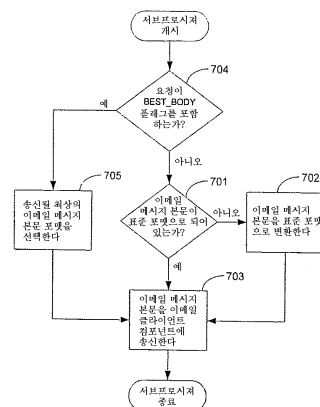 서브프로시져
개시
704
요청이
BEST_BODY
플래그를 포함
하는가?
예
아니오
705
송신될 최상의
이메일 메시지
본문 포맷을
선택한다
701
이메일
메시지 본문이
표준 포맷으로 되어
있는가?
아니오
702
이메일 메시지
본문을 표준 포맷
으로 변환한다
예
703
이메일 메시지
본문을 이메일
클라이언트
컴포넌트에
송신한다
서브프로시져
종료